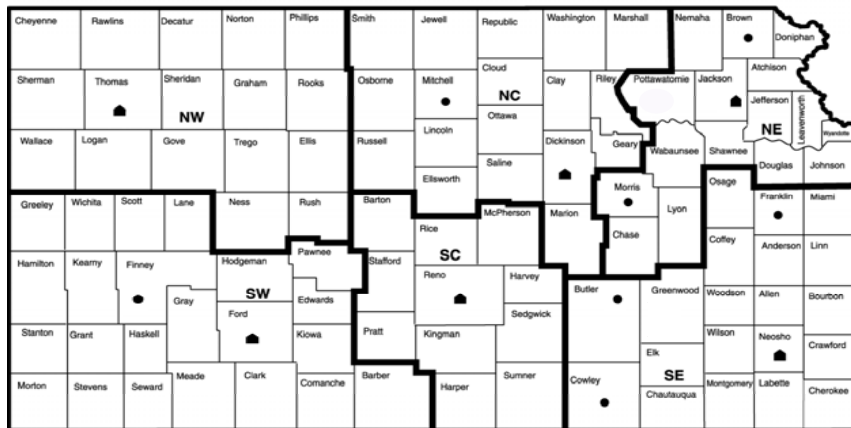 Cheyenne Rawlins Decatur Norton Phillips Smith Jewell Republic Washington Marshall Nemaha Brown
Doniphan
Atchison
Sherman Thomas Sheridan Graham Rooks Osborne Mitchell Cloud Clay Riley Pottawatomie Jackson
NW NC
Jefferson Leavenworth
Ottawa
NE Wyandotte
Wallace Logan Gove Trego Ellis Russell Lincoln Dickinson Geary Wabaunsee Shawnee
Saline
Douglas Johnson
Ellsworth
Morris Osage
Greeley Wichita Scott Lane Ness Rush Barton McPherson Marion Lyon Franklin Miami
Rice
Chase
SC
Coffey Anderson Linn
Hamilton Kearny Finney Hodgeman Pawnee Stafford Reno Harvey
SW
Butler Greenwood Woodson Allen Bourbon
Gray Edwards
Ford Sedgwick
Stanton Grant Haskell Kiowa Pratt Kingman Wilson Neosho Crawford
Elk
SE
Morton Stevens Seward Meade Clark Comanche Barber Harper Sumner Cowley Chautauqua Montgomery Labette Cherokee